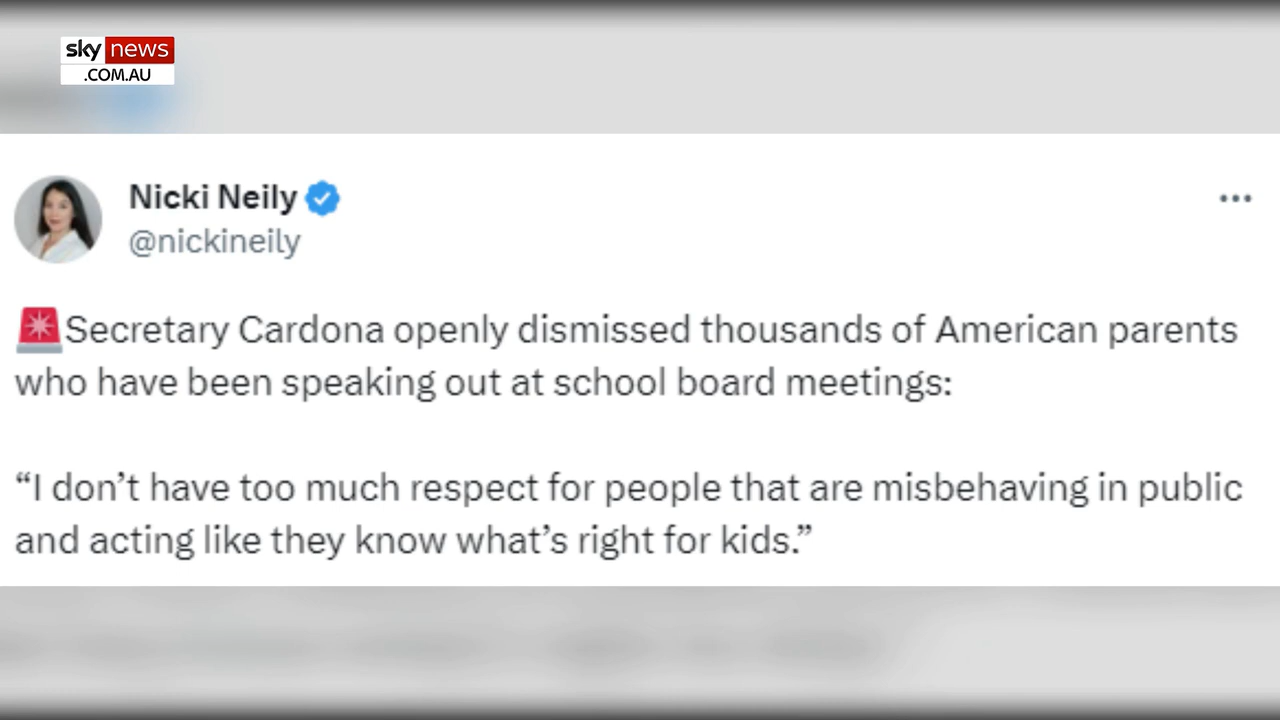 sky news
.COM.AU
Nicki Neily
@nickineily
🚨Secretary Cardona openly dismissed thousands of American parents
who have been speaking out at school board meetings:
“I don’t have too much respect for people that are misbehaving in public
and acting like they know what’s right for kids.”